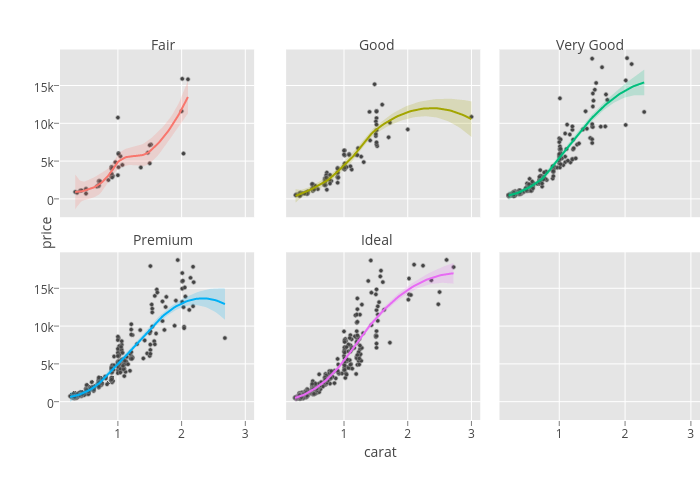 Fair Good Very Good
15k
10k
5k
0
price
Premium Ideal
15k
10k
5k
0
1 2 3 1 2 3 1 2 3
carat